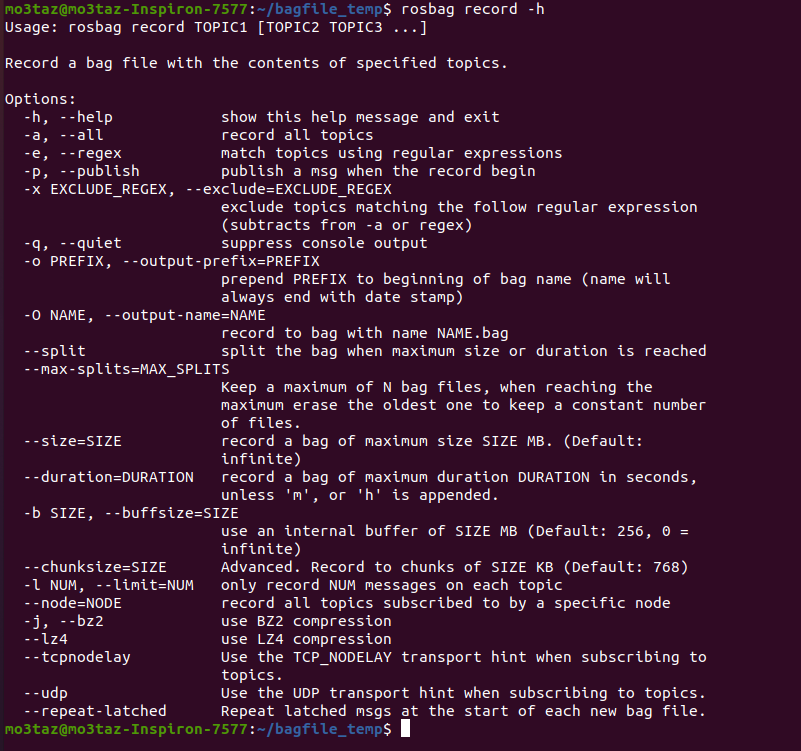 mo3taz@mo3taz-Inspiron-7577:~/bagfile_temp$ rosbag record -h
Usage: rosbag record TOPIC1 [TOPIC2 TOPIC3 ...]

Record a bag file with the contents of specified topics.

Options:
  -h, --help            show this help message and exit
  -a, --all             record all topics
  -e, --regex           match topics using regular expressions
  -p, --publish         publish a msg when the record begin
  -x EXCLUDE_REGEX, --exclude=EXCLUDE_REGEX
                        exclude topics matching the follow regular expression
                        (subtracts from -a or regex)
  -q, --quiet           suppress console output
  -o PREFIX, --output-prefix=PREFIX
                        prepend PREFIX to beginning of bag name (name will
                        always end with date stamp)
  -O NAME, --output-name=NAME
                        record to bag with name NAME.bag
  --split               split the bag when maximum size or duration is reached
  --max-splits=MAX_SPLITS
                        Keep a maximum of N bag files, when reaching the
                        maximum erase the oldest one to keep a constant number
                        of files.
  --size=SIZE           record a bag of maximum size SIZE MB. (Default:
                        infinite)
  --duration=DURATION   record a bag of maximum duration DURATION in seconds,
                        unless 'm', or 'h' is appended.
  -b SIZE, --buffsize=SIZE
                        use an internal buffer of SIZE MB (Default: 256, 0 =
                        infinite)
  --chunksize=SIZE      Advanced. Record to chunks of SIZE KB (Default: 768)
  -l NUM, --limit=NUM   only record NUM messages on each topic
  --node=NODE           record all topics subscribed to by a specific node
  -j, --bz2             use BZ2 compression
  --lz4                 use LZ4 compression
  --tcpnodelay          Use the TCP_NODELAY transport hint when subscribing to
                        topics.
  --udp                 Use the UDP transport hint when subscribing to topics.
  --repeat-latched      Repeat latched msgs at the start of each new bag file.
mo3taz@mo3taz-Inspiron-7577:~/bagfile_temp$